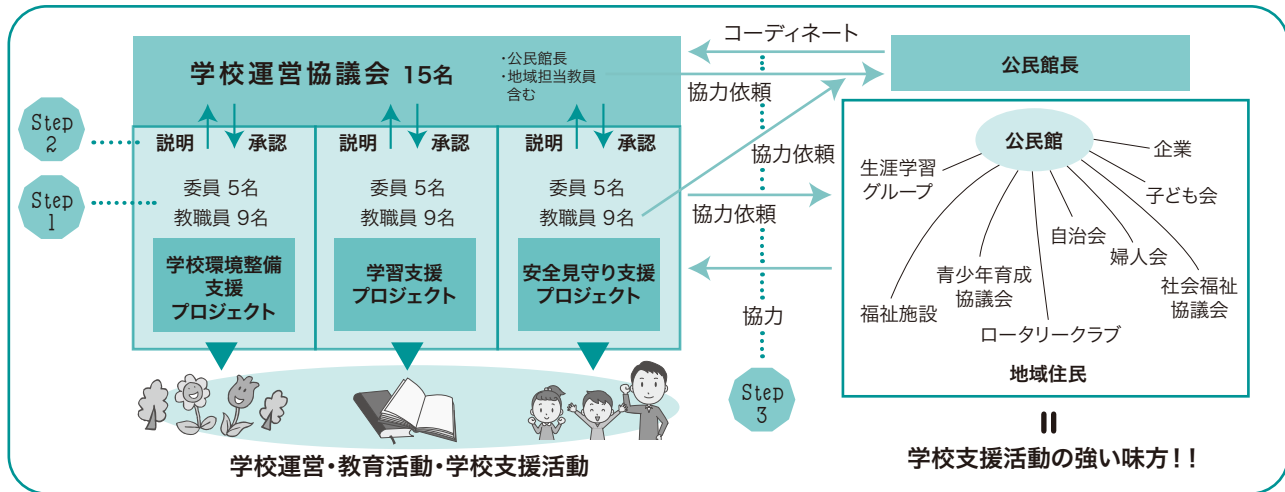 学校運営協議会 15名
・公民館長
・地域担当教員
含む
コーディネート
協力依頼
公民館長
Step
2
説明 承認
説明 承認
説明 承認
Step
1
委員 5名
教職員 9名
委員 5名
教職員 9名
委員 5名
教職員 9名
学校環境整備
支援
プロジェクト
学習支援
プロジェクト
安全見守り支援
プロジェクト
協力依頼
協力依頼
協力
Step
3
公民館
生涯学習
グループ
企業
子ども会
自治会
婦人会
青少年育成
協議会
社会福祉
協議会
福祉施設
ロータリークラブ
地域住民
学校運営・教育活動・学校支援活動
=
学校支援活動の強い味方!!